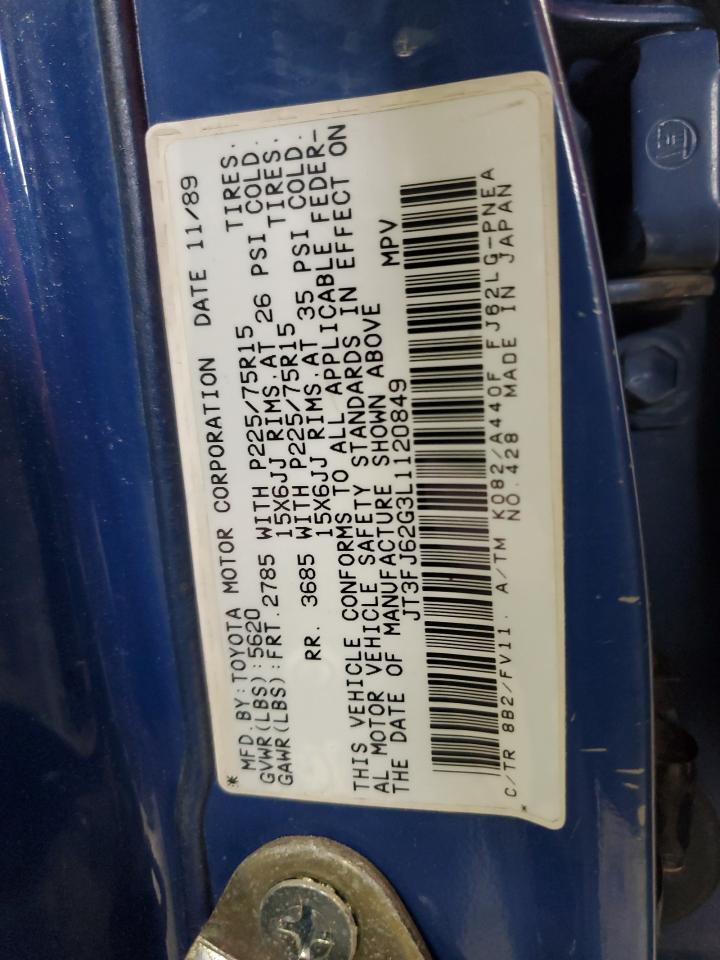 MFD. BY: TOYOTA MOTOR CORPORATION DATE 11/89
GVWR(LBS):5620
GAWR(LBS):FRT.2785 WITH P225/75R15 TIRES.
15X6JJ RIMS.AT 26 PSI COLD.
RR. 3685 WITH P225/75R15 TIRES.
15X6JJ RIMS.AT 35 PSI COLD.
THIS VEHICLE CONFORMS TO ALL APPLICABLE FEDER-
AL MOTOR VEHICLE SAFETY STANDARDS IN EFFECT ON
THE DATE OF MANUFACTURE SHOWN ABOVE
JT3FJ62G3L1120849 MPV
C/TR 8B2/FV11. A/TM K082/A440F FJ62LG-PNEA
NO.428 MADE IN JAPAN